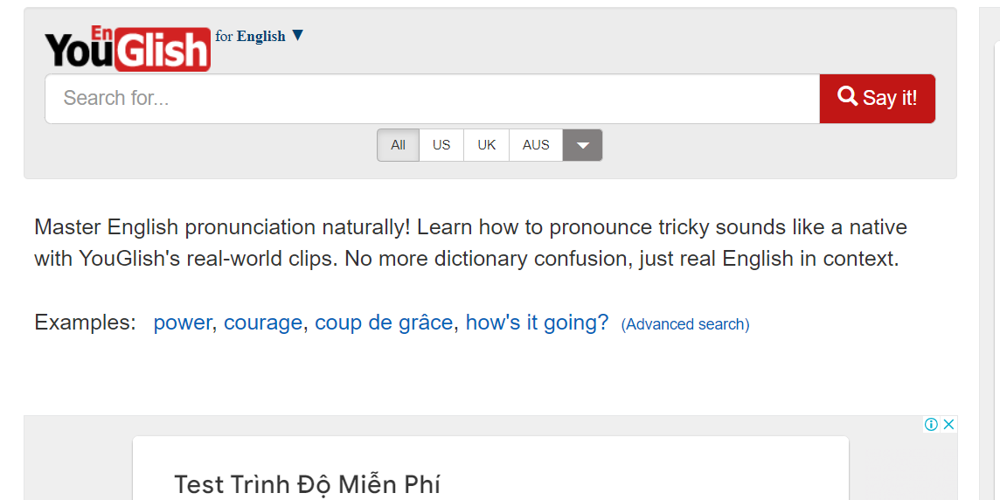 YouGlish En for English ▼
Search for...
Say it!
All US UK AUS
Master English pronunciation naturally! Learn how to pronounce tricky sounds like a native
with YouGlish's real-world clips. No more dictionary confusion, just real English in context.
Examples: power, courage, coup de grâce, how's it going? (Advanced search)
Test Trình Độ Miễn Phí